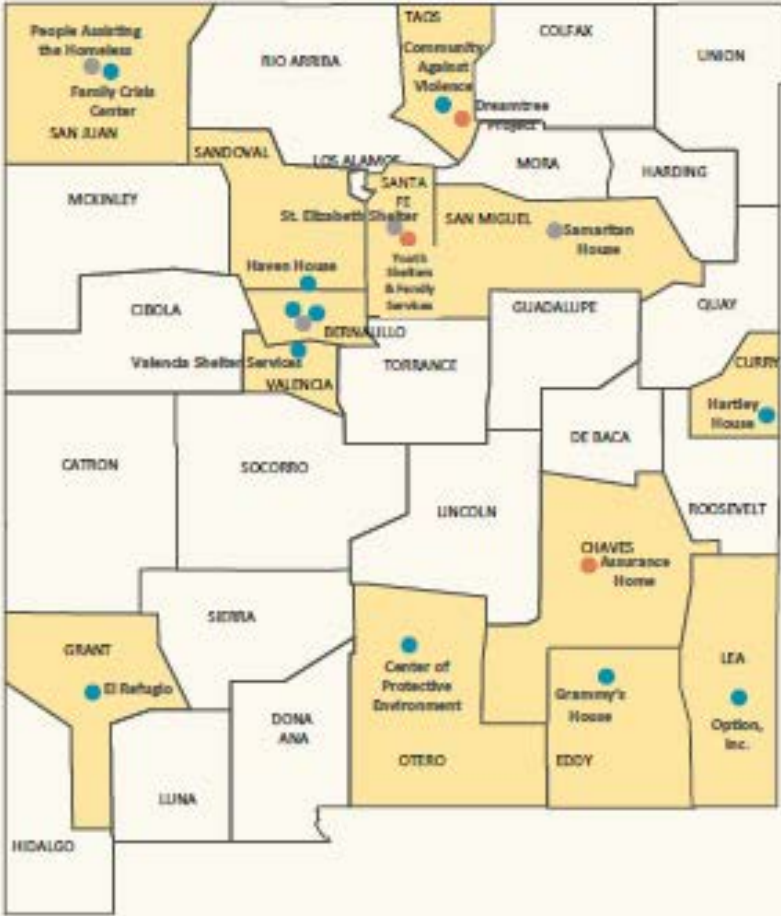 People Assisting
the Homeless
Family Crisis
Center
SAN JUAN
RIO ARRIBA
TAOS
Community
Against
Violence
Dreamtree
Project
COLFAX
UNION
SANDOVAL
LOS ALAMOS
MORA
HARDING
MCKINLEY
SANTA
FE
St. Elizabeth Shelter
SAN MIGUEL
Samaritan
House
Youth
Shelters
& Family
Services
Haven House
CIBOLA
BERNALILLO
GUADALUPE
QUAY
Valencia Shelter Services
VALENCIA
TORRANCE
CURRY
Hartley
House
CATRON
SOCORRO
DE BACA
LINCOLN
ROOSEVELT
CHAVES
Assurance
Home
SIERRA
GRANT
El Refugio
Center of
Protective
Environment
Grammy's
House
LEA
Option,
Inc.
DONA
ANA
OTERO
EDDY
LUNA
HIDALGO